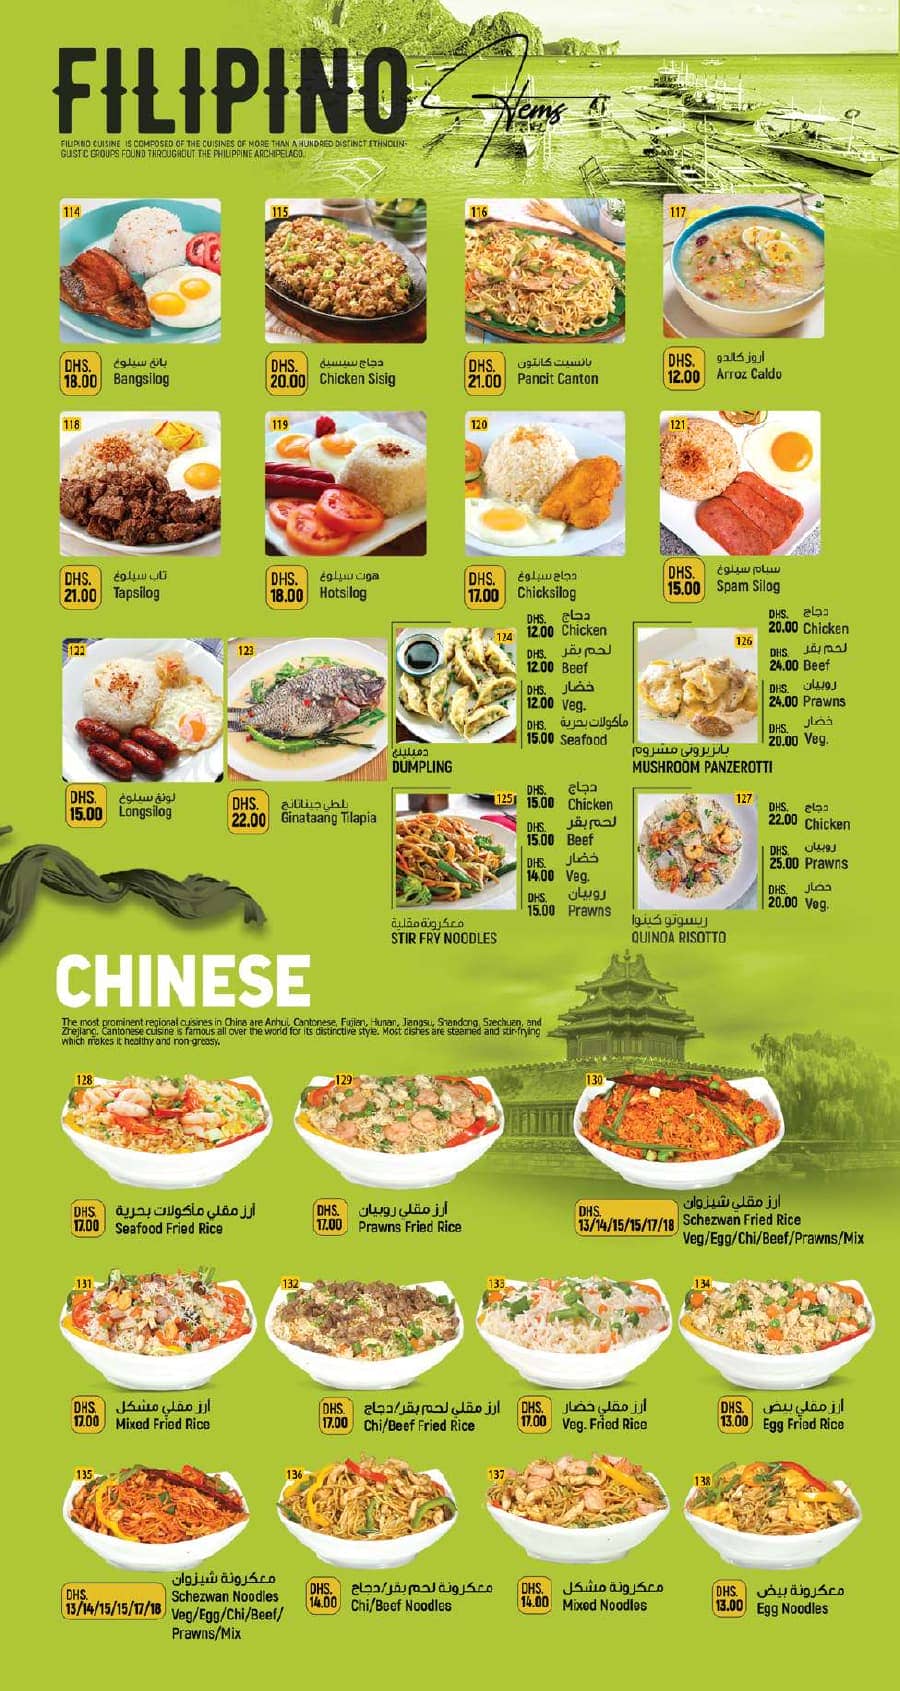 FILIPINO Items
FILIPINO CUISINE IS COMPOSED OF THE CUISINES OF MORE THAN A HUNDRED DISTINCT ETHNOLIN-
GUISTIC GROUPS FOUND THROUGHOUT THE PHILIPPINE ARCHIPELAGO.
114
DHS.
18.00
بانغ سيلوغ
Bangsilog
115
DHS.
20.00
دجاج سيسيغ
Chicken Sisig
116
DHS.
21.00
بانسيت كانتون
Pancit Canton
117
DHS.
12.00
أروز كالدو
Arroz Caldo
118
DHS.
21.00
تاب سيلوغ
Tapsilog
119
DHS.
18.00
هوت سيلوغ
Hotsilog
120
DHS.
17.00
دجاج سيلوغ
Chicksilog
121
DHS.
15.00
سبام سيلوغ
Spam Silog
122
DHS.
15.00
لونغ سيلوغ
Longsilog
123
DHS.
22.00
بلطي جيناتانج
Ginataang Tilapia
124
DHS. دجاج
12.00 Chicken
DHS. لحم بقر
12.00 Beef
DHS. خضار
12.00 Veg.
DHS. مأكولات بحرية
15.00 Seafood
دمبلينغ
DUMPLING
126
DHS. دجاج
20.00 Chicken
DHS. لحم بقر
24.00 Beef
DHS. روبيان
24.00 Prawns
DHS. خضار
20.00 Veg.
بانزيروتي مشروم
MUSHROOM PANZEROTTI
125
DHS. دجاج
15.00 Chicken
DHS. لحم بقر
15.00 Beef
DHS. خضار
14.00 Veg.
DHS. روبيان
15.00 Prawns
معكرونة مقلية
STIR FRY NOODLES
127
DHS. دجاج
22.00 Chicken
DHS. روبيان
25.00 Prawns
DHS. خضار
20.00 Veg.
ريسوتو كينوا
QUINOA RISOTTO
CHINESE
The most prominent regional cuisines in China are Anhui, Cantonese, Fujian, Hunan, Jiangsu, Shandong, Szechuan, and
Zhejiang. Cantonese cuisine is famous all over the world for its distinctive style. Most dishes are steamed and stir-frying
which makes it healthy and non-greasy.
128
DHS.
17.00
أرز مقلي مأكولات بحرية
Seafood Fried Rice
129
DHS.
17.00
أرز مقلي روبيان
Prawns Fried Rice
130
DHS.
13/14/15/15/17/18
أرز مقلي شيزوان
Schezwan Fried Rice
Veg/Egg/Chi/Beef/Prawns/Mix
131
DHS.
17.00
أرز مقلي مشكل
Mixed Fried Rice
132
DHS.
17.00
أرز مقلي لحم بقر/دجاج
Chi/Beef Fried Rice
133
DHS.
17.00
أرز مقلي خضار
Veg. Fried Rice
134
DHS.
13.00
أرز مقلي بيض
Egg Fried Rice
135
DHS.
13/14/15/15/17/18
معكرونة شيزوان
Schezwan Noodles
Veg/Egg/Chi/Beef/
Prawns/Mix
136
DHS.
14.00
معكرونة لحم بقر/دجاج
Chi/Beef Noodles
137
DHS.
14.00
معكرونة مشكل
Mixed Noodles
138
DHS.
13.00
معكرونة بيض
Egg Noodles